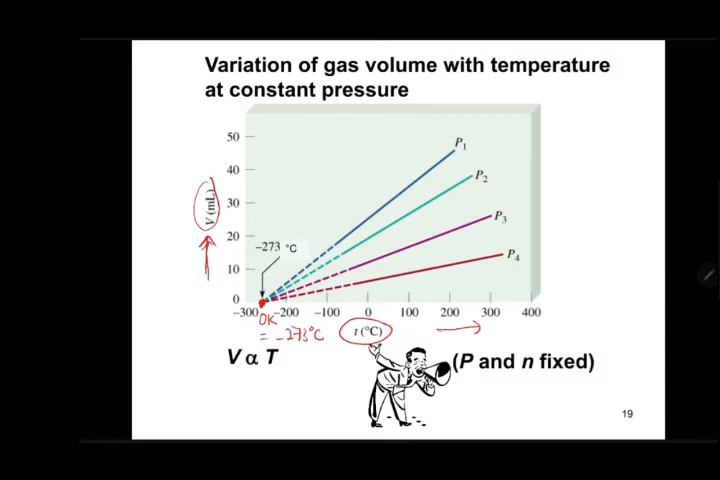 Variation of gas volume with temperature
at constant pressure
50
40
30
20
10
0
V (mL)
P1
P2
P3
P4
−273 °C
−300 −200 −100 0 100 200 300 400
0K
= −273°C
t (°C)
V α T
(P and n fixed)
19